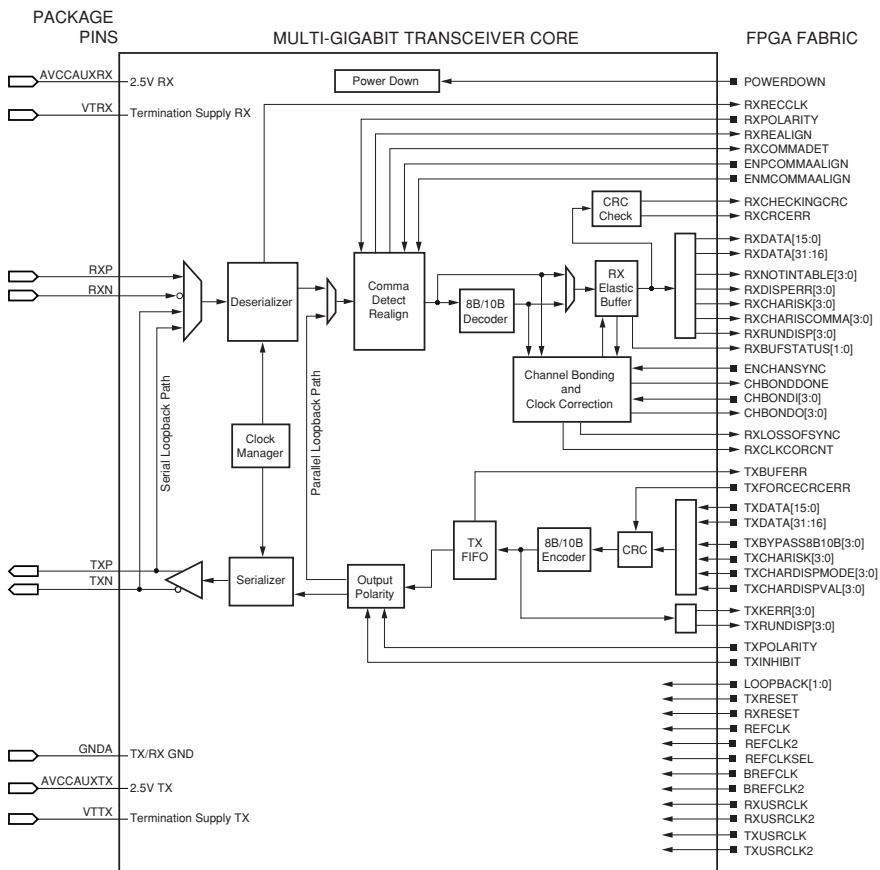 PACKAGE
PINS
MULTI-GIGABIT TRANSCEIVER CORE
FPGA FABRIC
AVCCAUXRX
2.5V RX
VTRX
Termination Supply RX
Power Down
POWERDOWN
RXRECCLK
RXPOLARITY
RXREALIGN
RXCOMMADET
ENPCOMMAALIGN
ENMCOMMAALIGN
CRC
Check
RXCHECKINGCRC
RXCRCERR
RXDATA[15:0]
RXDATA[31:16]
RXNOTINTABLE[3:0]
RXDISPERR[3:0]
RXCHARISK[3:0]
RXCHARISCOMMA[3:0]
RXRUNDISP[3:0]
RXBUFSTATUS[1:0]
RXP
RXN
Deserializer
Comma
Detect
Realign
8B/10B
Decoder
RX
Elastic
Buffer
Channel Bonding
and
Clock Correction
ENCHANSYNC
CHBONDDONE
CHBONDI[3:0]
CHBONDO[3:0]
RXLOSSOFSYNC
RXCLKCORCNT
Serial Loopback Path
Clock
Manager
Parallel Loopback Path
TXBUFERR
TXFORCECRCERR
TXDATA[15:0]
TXDATA[31:16]
TXBYPASS8B10B[3:0]
TXCHARISK[3:0]
TXCHARDISPMODE[3:0]
TXCHARDISPVAL[3:0]
TX
FIFO
8B/10B
Encoder
CRC
TXP
TXN
Serializer
Output
Polarity
TXKERR[3:0]
TXRUNDISP[3:0]
TXPOLARITY
TXINHIBIT
LOOPBACK[1:0]
TXRESET
RXRESET
REFCLK
REFCLK2
REFCLKSEL
BREFCLK
BREFCLK2
RXUSRCLK
RXUSRCLK2
TXUSRCLK
TXUSRCLK2
GNDA
TX/RX GND
AVCCAUXTX
2.5V TX
VTTX
Termination Supply TX